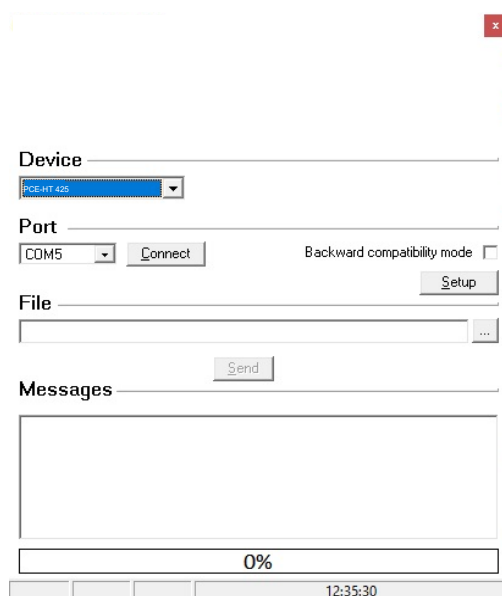 x
Device
PCE-HT 425
Port
COM5 Connect Backward compatibility mode
Setup
File
...
Send
Messages
0%
12:35:30